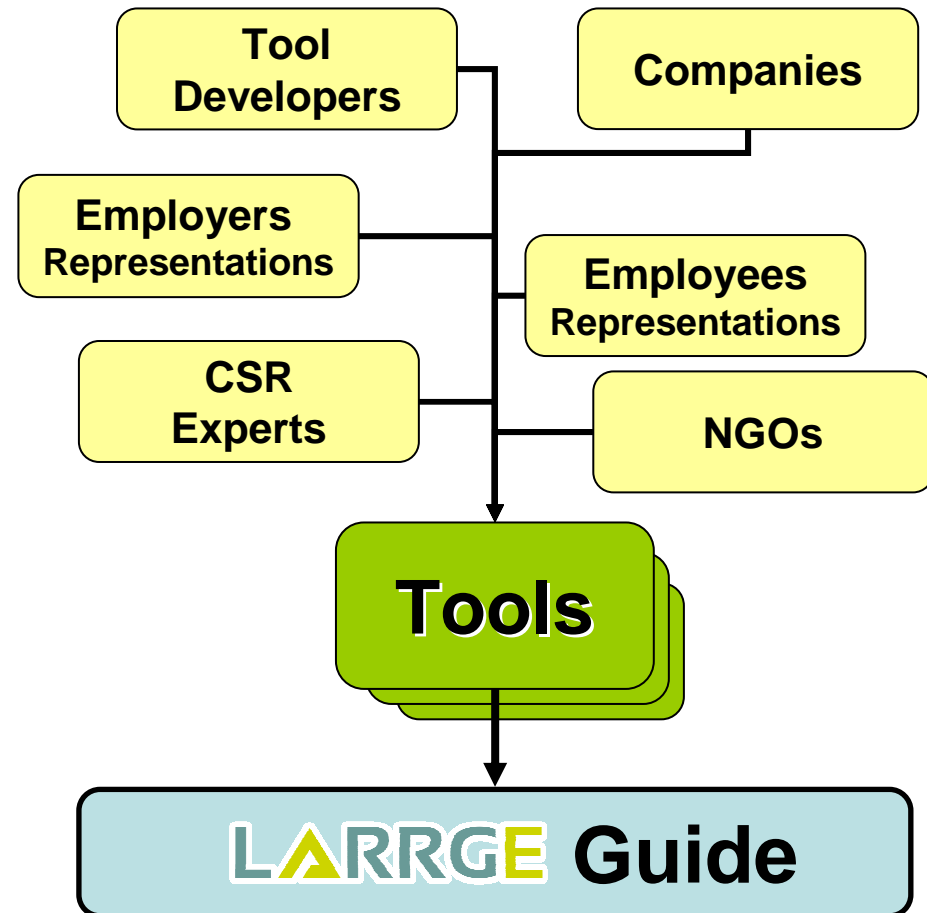 Tool
Developers
Companies
Employers
Representations
Employees
Representations
CSR
Experts
NGOs
Tools
LARRGE Guide